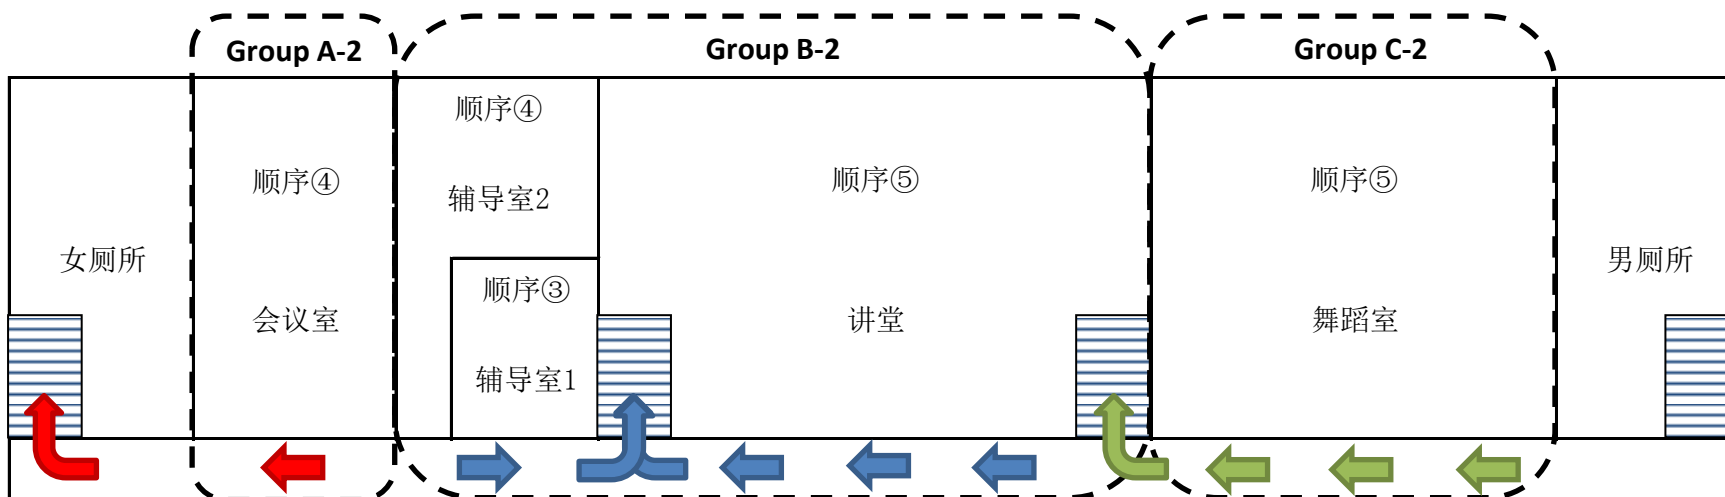 Group A-2
Group B-2
Group C-2
女厕所
顺序④
会议室
顺序④
辅导室2
顺序③
辅导室1
顺序⑤
讲堂
顺序⑤
舞蹈室
男厕所